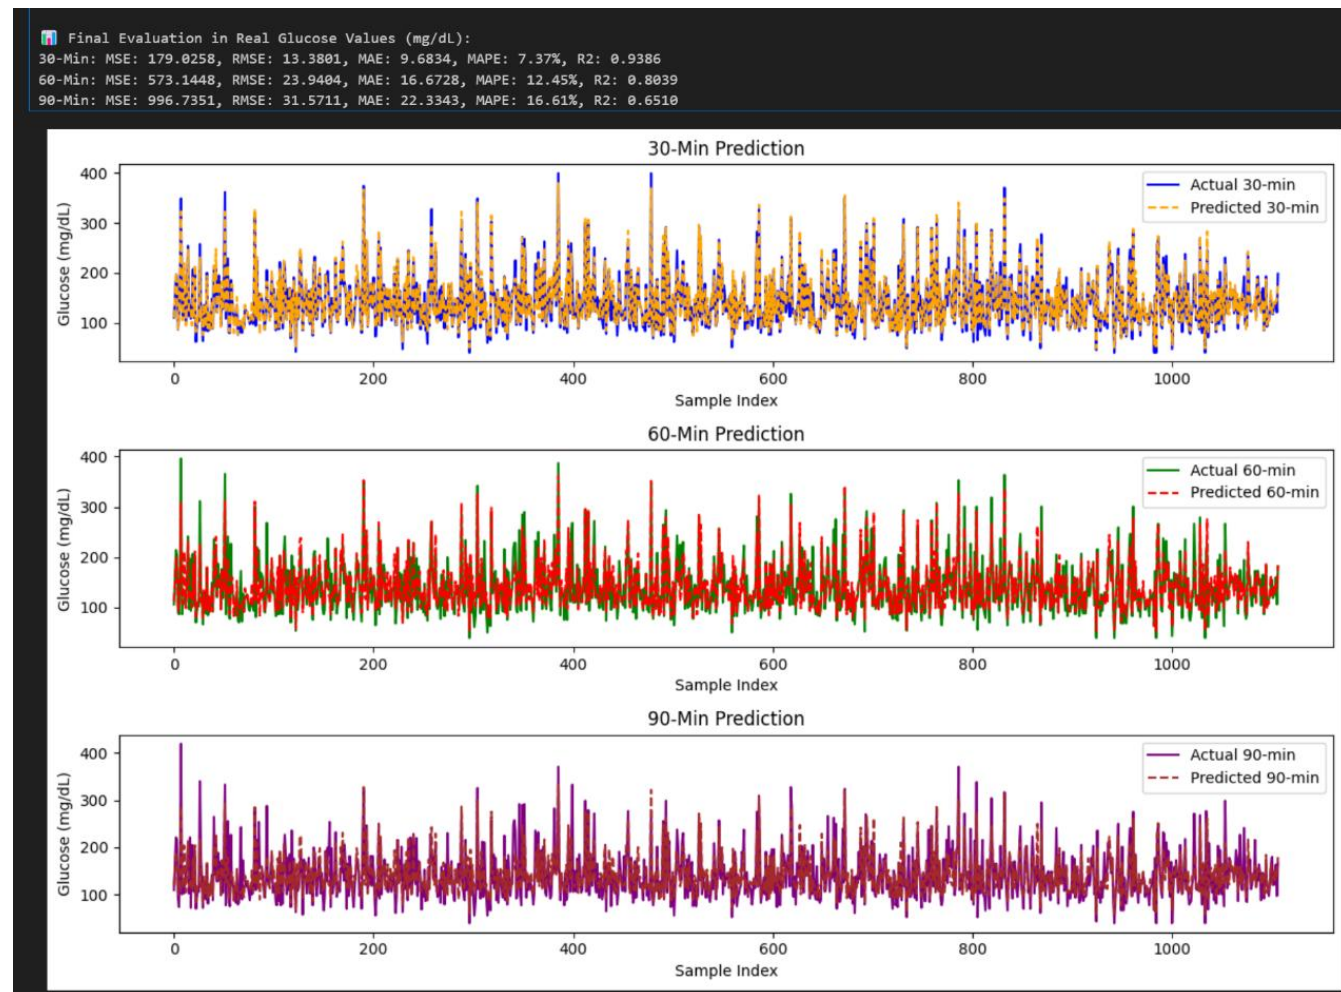 📊 Final Evaluation in Real Glucose Values (mg/dL):
30-Min: MSE: 179.0258, RMSE: 13.3801, MAE: 9.6834, MAPE: 7.37%, R2: 0.9386
60-Min: MSE: 573.1448, RMSE: 23.9404, MAE: 16.6728, MAPE: 12.45%, R2: 0.8039
90-Min: MSE: 996.7351, RMSE: 31.5711, MAE: 22.3343, MAPE: 16.61%, R2: 0.6510
30-Min Prediction
Glucose (mg/dL)
400
300
200
100
Actual 30-min
Predicted 30-min
0 200 400 600 800 1000
Sample Index
60-Min Prediction
Glucose (mg/dL)
400
300
200
100
Actual 60-min
Predicted 60-min
0 200 400 600 800 1000
Sample Index
90-Min Prediction
Glucose (mg/dL)
400
300
200
100
Actual 90-min
Predicted 90-min
0 200 400 600 800 1000
Sample Index